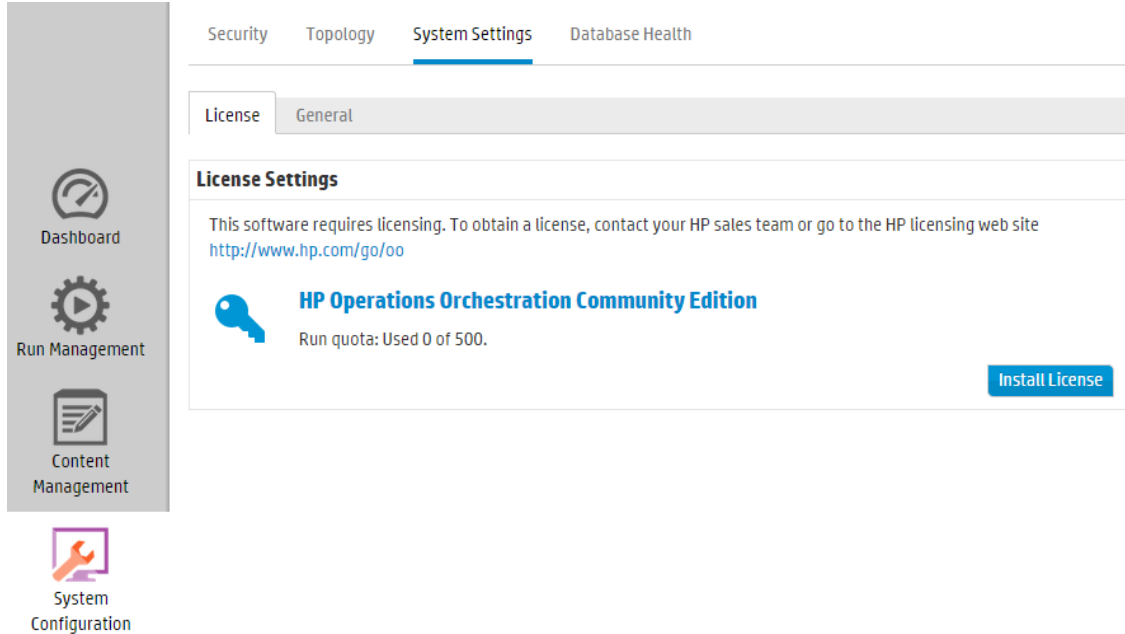 Security
Topology
System Settings
Database Health
License
General
License Settings
This software requires licensing. To obtain a license, contact your HP sales team or go to the HP licensing web site
http://www.hp.com/go/oo
HP Operations Orchestration Community Edition
Run quota: Used 0 of 500.
Install License
Dashboard
Run Management
Content
Management
System
Configuration